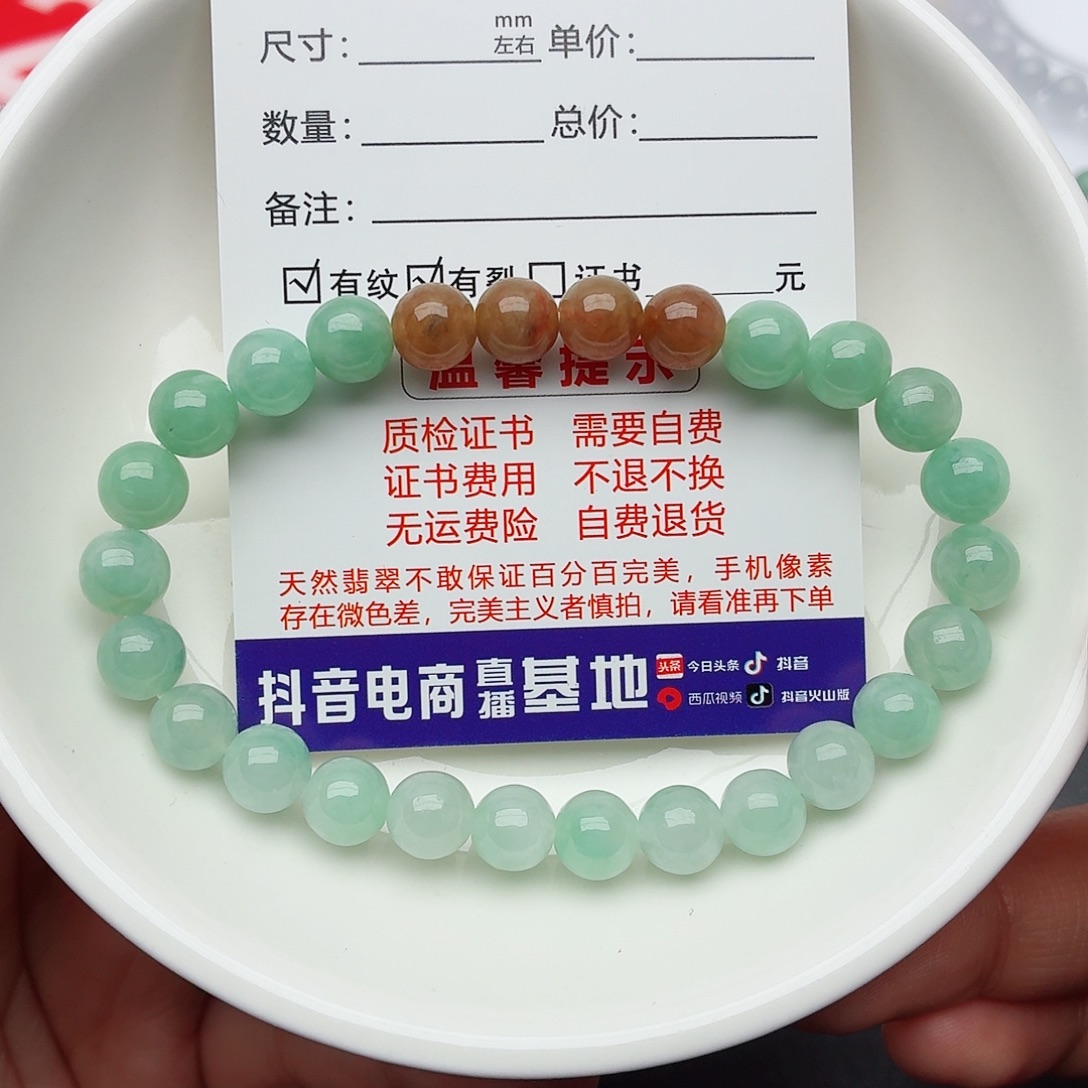 尺寸：mm左右 单价：
数量： 总价：
备注：
有纹 有裂 证书 元
温馨提示
质检证书 需要自费
证书费用 不退不换
无运费险 自费退货
天然翡翠不敢保证百分百完美，手机像素
存在微色差，完美主义者慎拍，请看准再下单
抖音电商直播基地
头条 今日头条 抖音
西瓜视频 抖音火山版